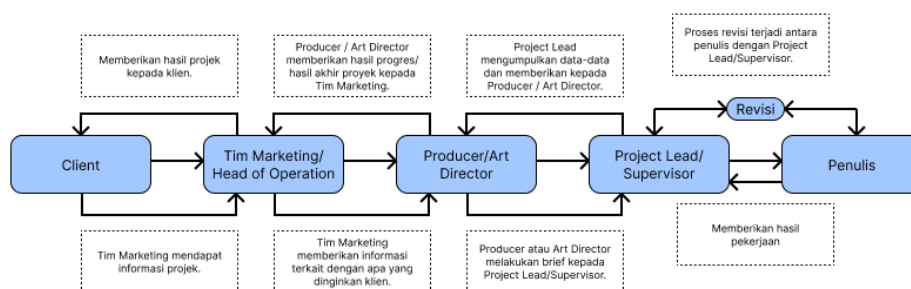 Memberikan hasil projek
kepada klien.
Producer / Art Director
memberikan hasil progres/
hasil akhir proyek kepada
Tim Marketing.
Project Lead
mengumpulkan data-data
dan memberikan kepada
Producer / Art Director.
Proses revisi terjadi antara
penulis dengan Project
Lead/Supervisor.
Revisi
Client
Tim Marketing/
Head of Operation
Producer/Art
Director
Project Lead/
Supervisor
Penulis
Tim Marketing mendapat
informasi projek.
Tim Marketing
memberikan informasi
terkait dengan apa yang
dinginkan klien.
Producer atau Art Director
melakukan brief kepada
Project Lead/Supervisor.
Memberikan hasil
pekerjaan